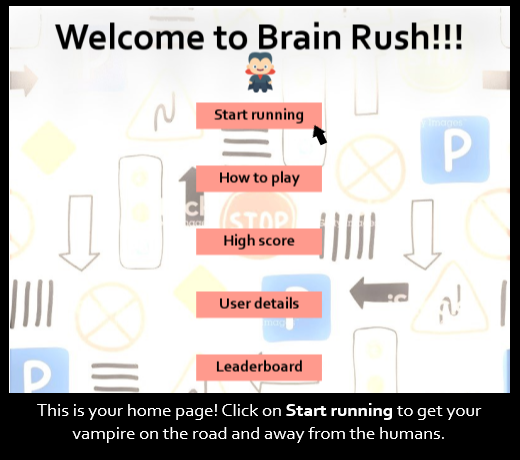 Welcome to Brain Rush!!!
Start running
How to play
P
STOP
High score
User details
P
Leaderboard
This is your home page! Click on Start running to get your
vampire on the road and away from the humans.